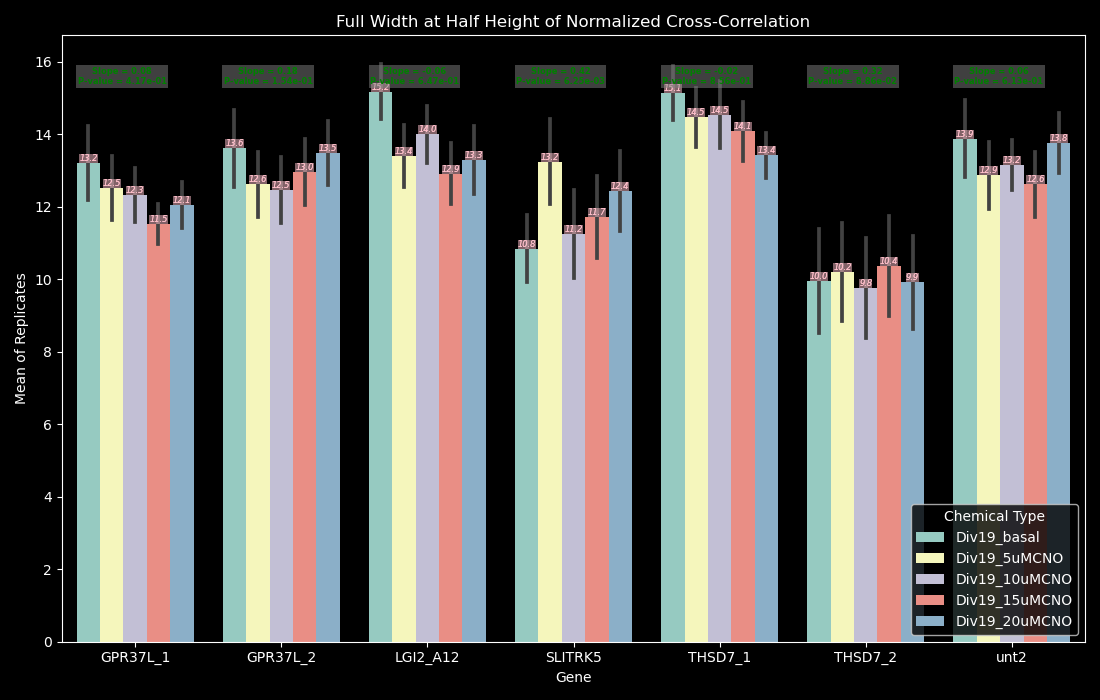 Full Width at Half Height of Normalized Cross-Correlation
Mean of Replicates
16
14
12
10
8
6
4
2
0
13.2
12.5
12.3
11.5
12.1
13.6
12.6
12.5
13.0
13.5
15.2
13.4
14.0
12.9
13.3
10.8
13.2
11.2
11.7
12.4
15.1
14.5
14.5
14.1
13.4
10.0
10.2
9.8
10.4
9.9
13.9
12.9
13.2
12.6
13.8
Chemical Type
Div19_basal
Div19_5uMCNO
Div19_10uMCNO
Div19_15uMCNO
Div19_20uMCNO
GPR37L_1
GPR37L_2
LGI2_A12
SLITRK5
THSD7_1
THSD7_2
unt2
Gene